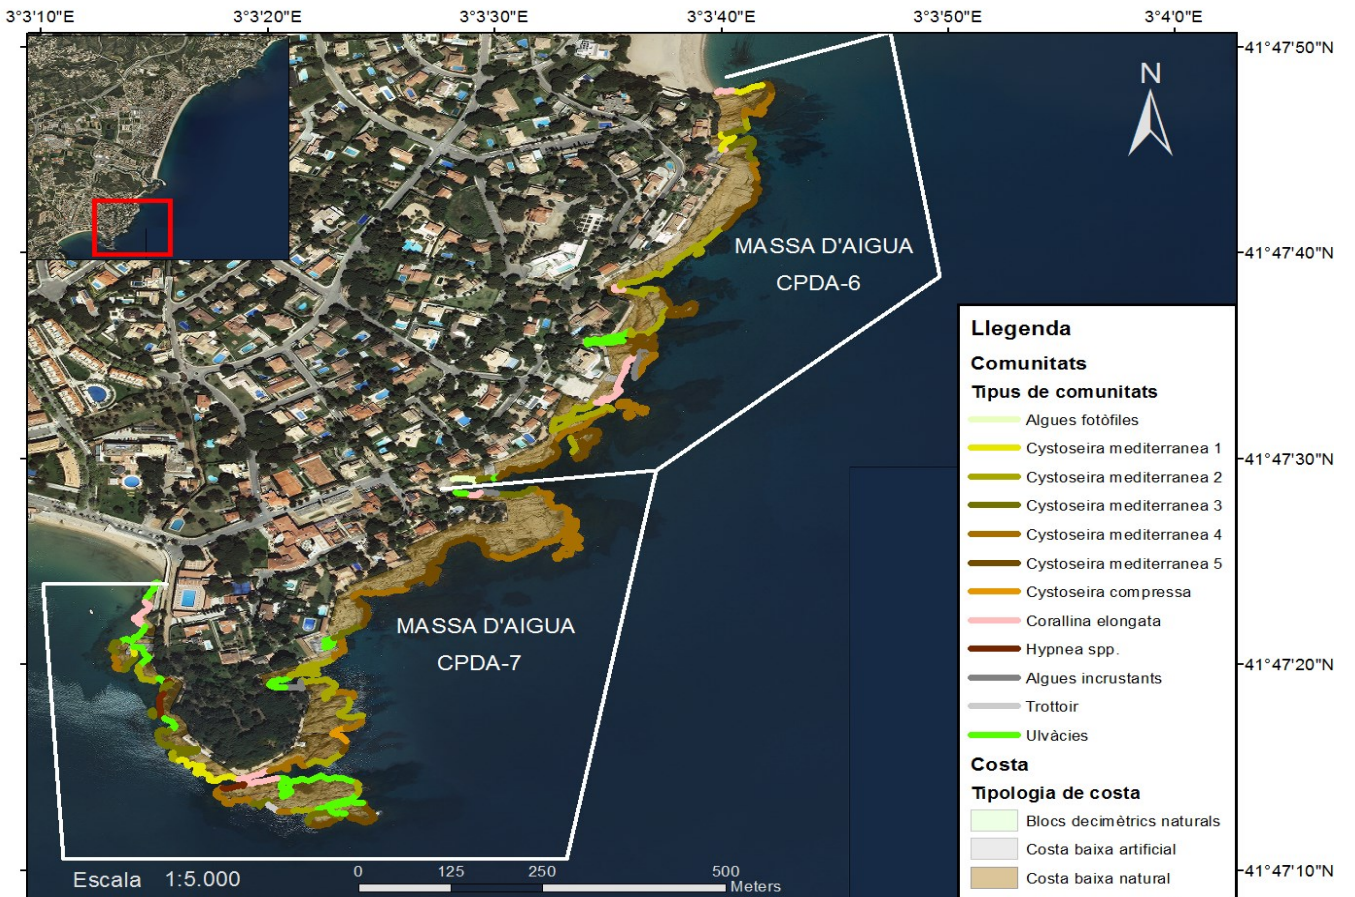 3°3'10"E 3°3'20"E 3°3'30"E 3°3'40"E 3°3'50"E 3°4'0"E
41°47'50"N
N
MASSA D'AIGUA
CPDA-6
41°47'40"N
Llegenda
Comunitats
Tipus de comunitats
Algues fotòfiles
Cystoseira mediterranea 1
41°47'30"N
Cystoseira mediterranea 2
Cystoseira mediterranea 3
Cystoseira mediterranea 4
Cystoseira mediterranea 5
Cystoseira compressa
Corallina elongata
Hypnea spp.
Algues incrustants
Trottoir
Ulvàcies
MASSA D'AIGUA
CPDA-7
41°47'20"N
Costa
Tipologia de costa
Blocs decimètrics naturals
Costa baixa artificial
Costa baixa natural
41°47'10"N
Escala 1:5.000
0 125 250 500
Meters